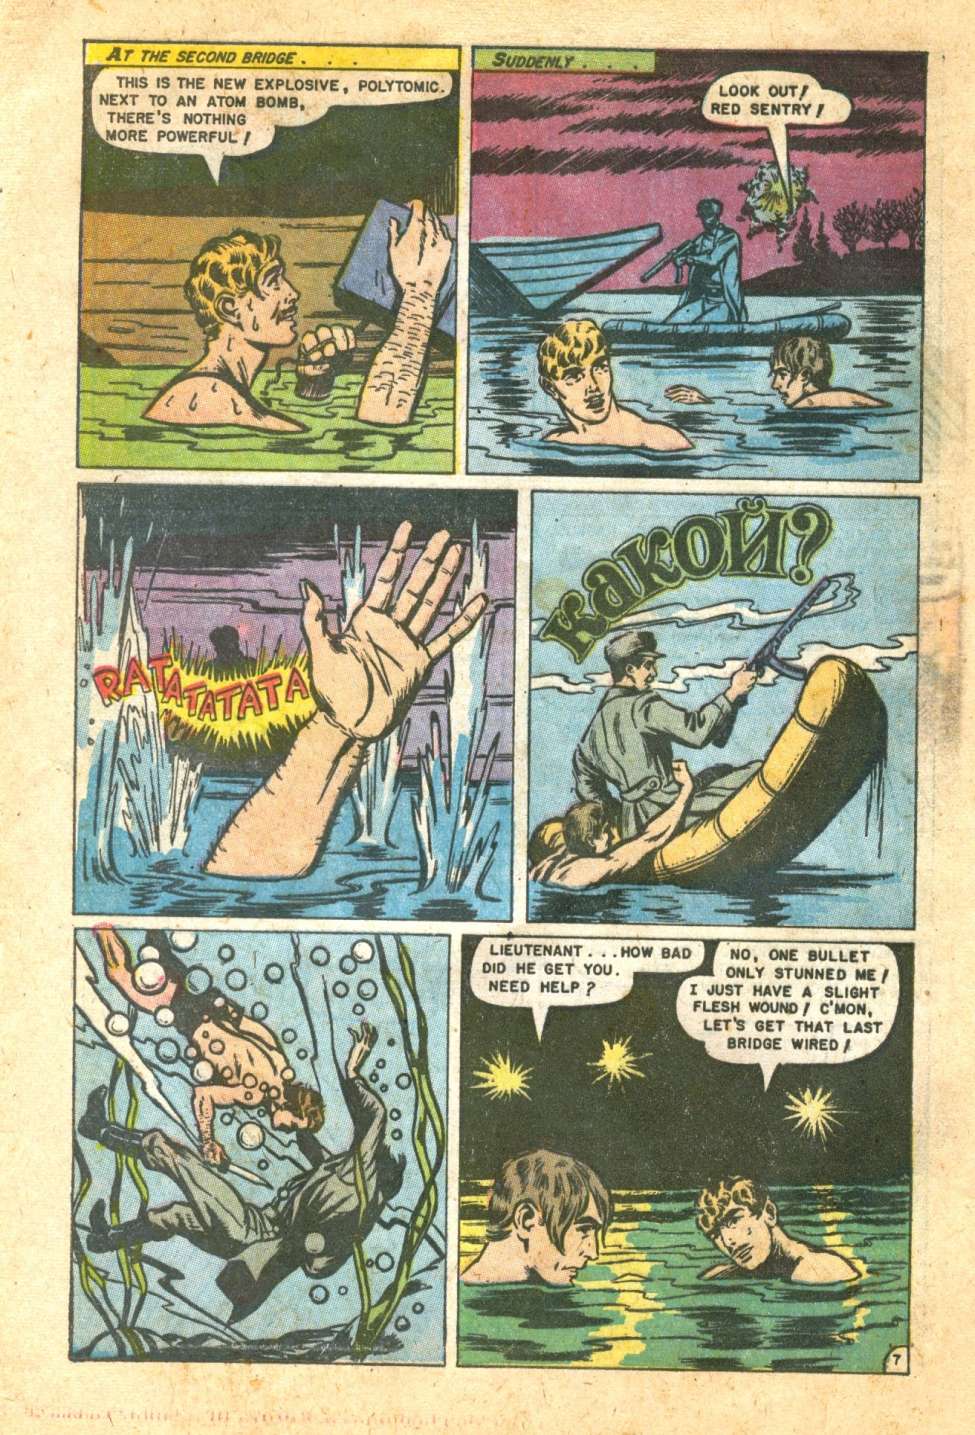 AT THE SECOND BRIDGE. . . .
THIS IS THE NEW EXPLOSIVE, POLYTOMIC.
NEXT TO AN ATOM BOMB,
THERE'S NOTHING
MORE POWERFUL!
SUDDENLY. . . .
LOOK OUT!
RED SENTRY!
RATATATATATA
КАКОЙ?
LIEUTENANT. . .HOW BAD
DID HE GET YOU.
NEED HELP?
NO, ONE BULLET
ONLY STUNNED ME!
I JUST HAVE A SLIGHT
FLESH WOUND! C'MON,
LET'S GET THAT LAST
BRIDGE WIRED!
7